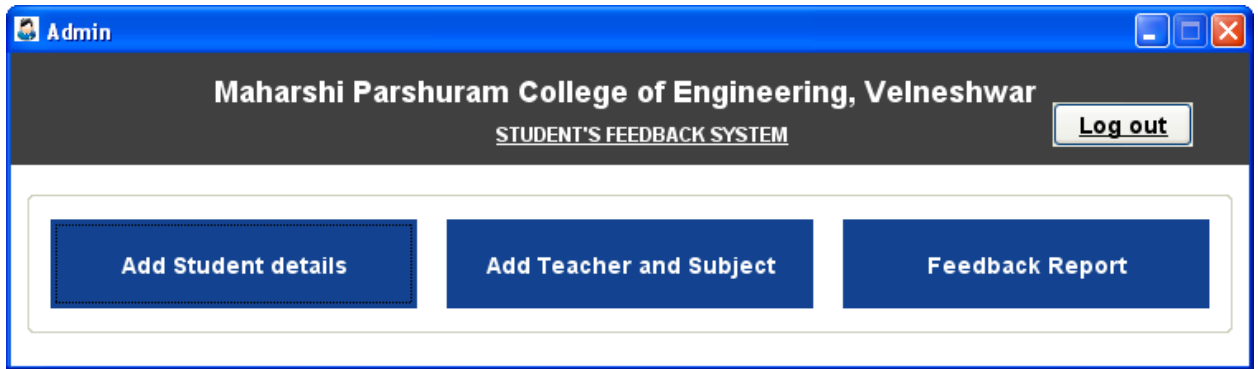 Admin
Maharshi Parshuram College of Engineering, Velneshwar
STUDENT'S FEEDBACK SYSTEM
Log out
Add Student details
Add Teacher and Subject
Feedback Report